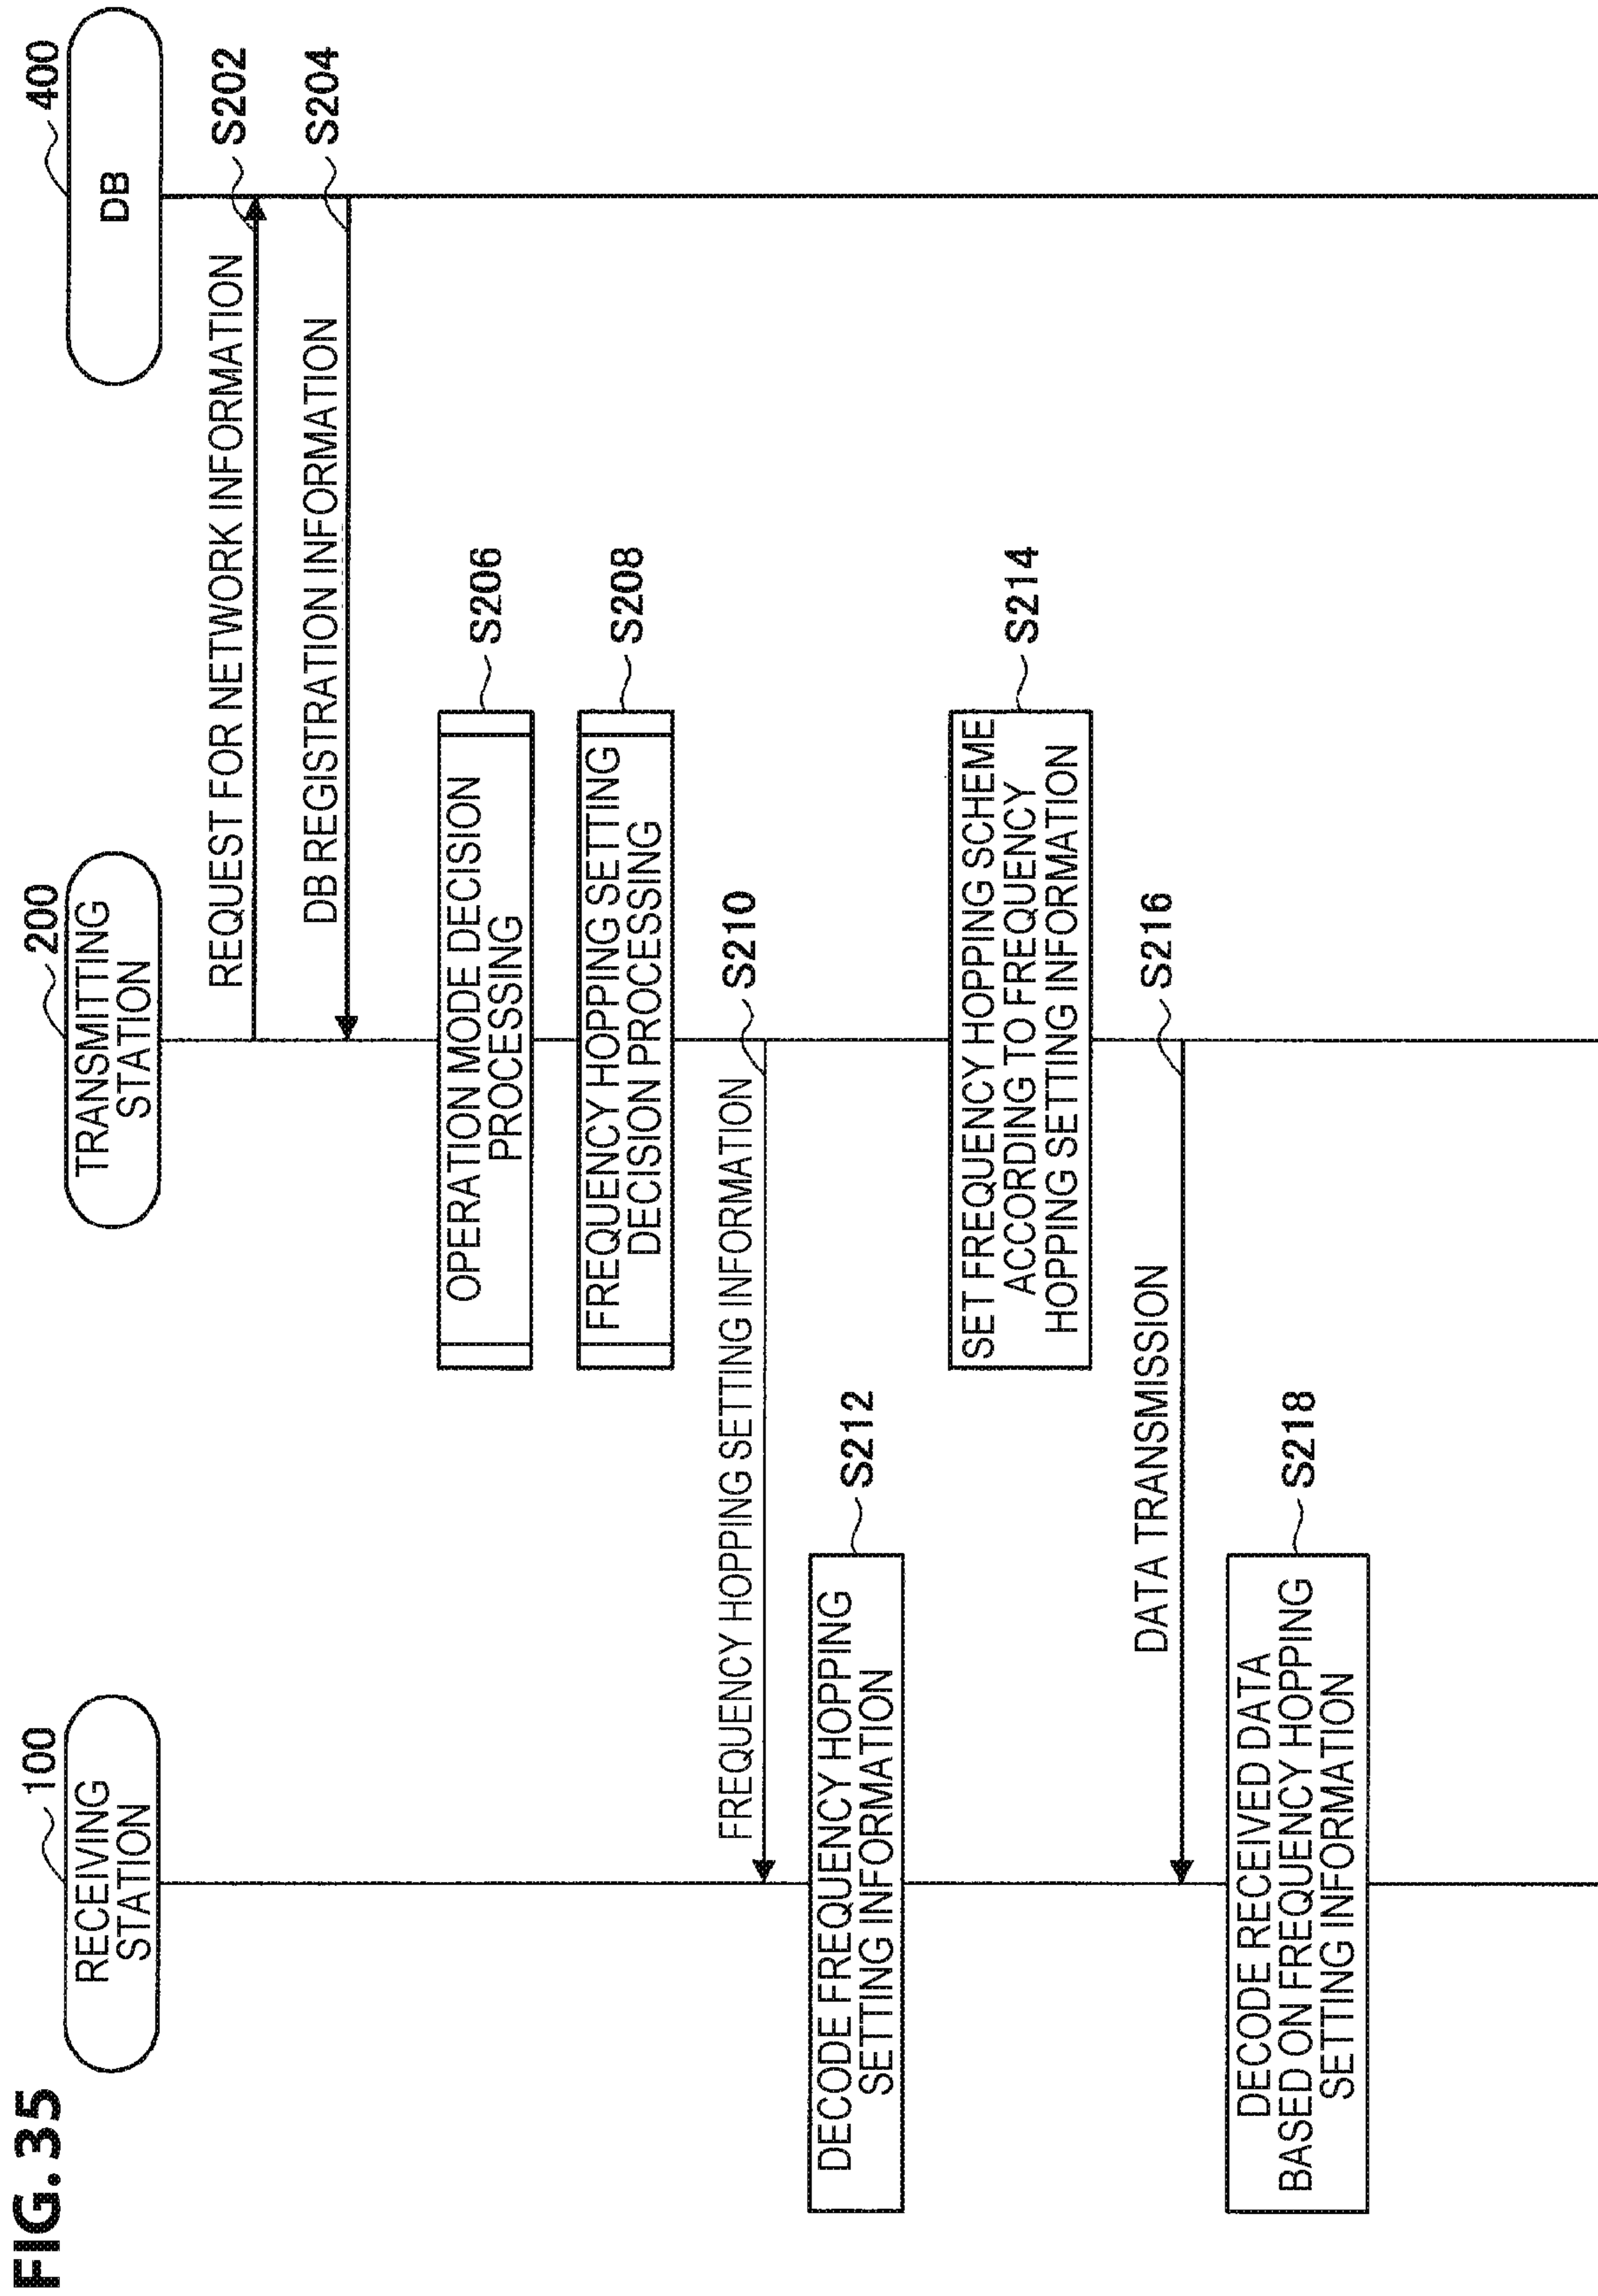 FIG.35
100
RECEIVING
STATION
200
TRANSMITTING
STATION
400
DB
REQUEST FOR NETWORK INFORMATION
S202
DB REGISTRATION INFORMATION
S204
OPERATION MODE DECISION
PROCESSING
S206
FREQUENCY HOPPING SETTING
DECISION PROCESSING
S208
FREQUENCY HOPPING SETTING INFORMATION
S210
DECODE FREQUENCY HOPPING
SETTING INFORMATION
S212
SET FREQUENCY HOPPING SCHEME
ACCORDING TO FREQUENCY
HOPPING SETTING INFORMATION
S214
DATA TRANSMISSION
S216
DECODE RECEIVED DATA
BASED ON FREQUENCY HOPPING
SETTING INFORMATION
S218